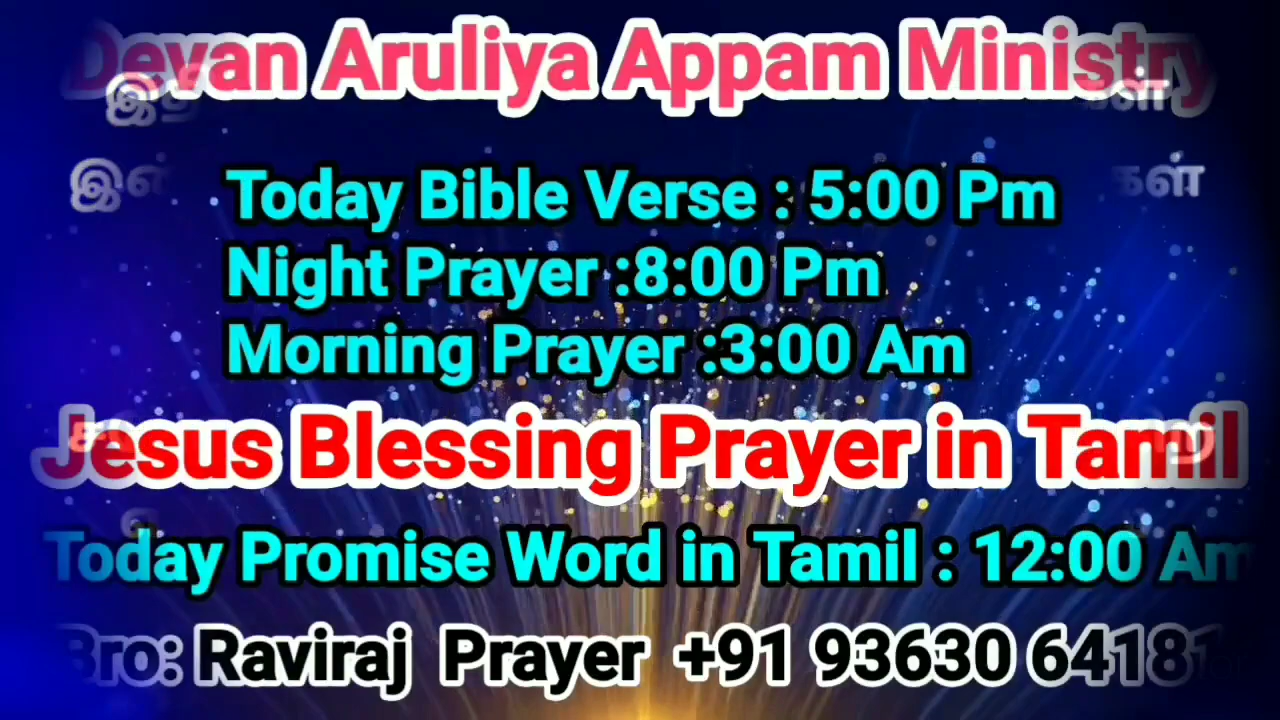 Devan Aruliya Appam Ministry
Today Bible Verse : 5:00 Pm
Night Prayer :8:00 Pm
Morning Prayer :3:00 Am
Jesus Blessing Prayer in Tamil
Today Promise Word in Tamil : 12:00 Am
Bro: Raviraj Prayer +91 93630 64181